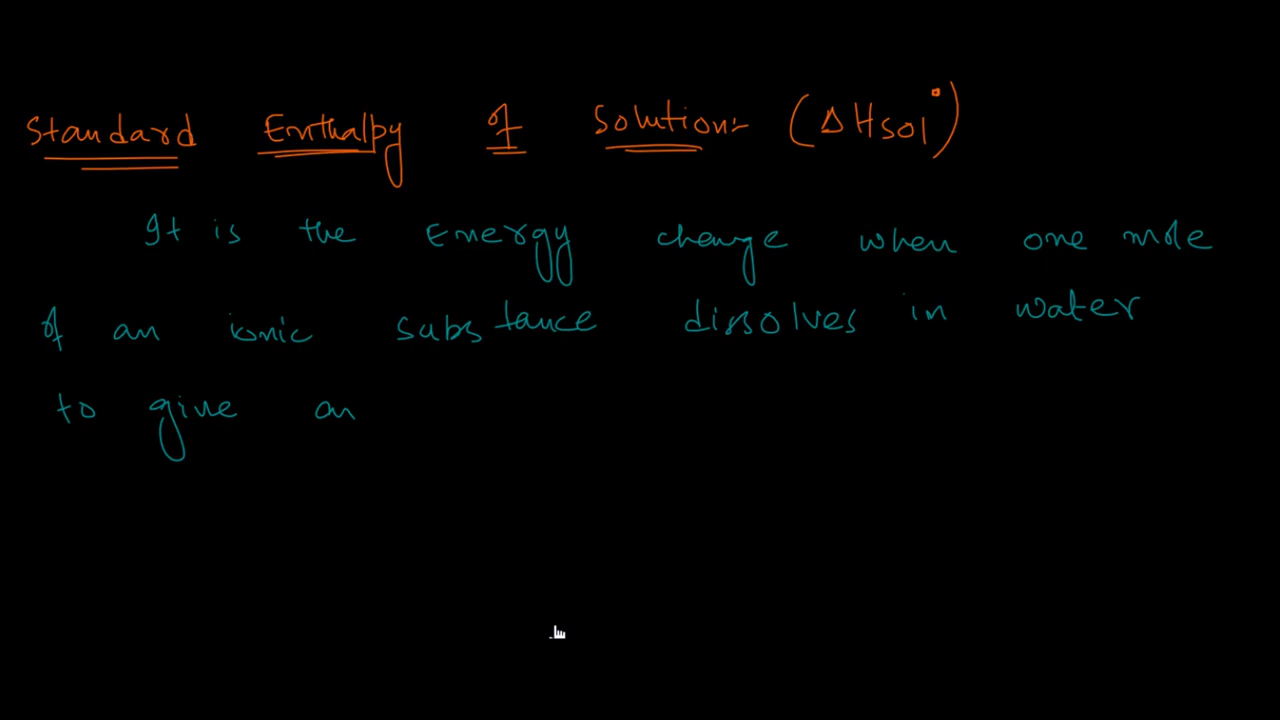 Standard Enthalpy of Solution:- (ΔHsol°)
It is the Energy change when one mole
of an ionic substance dissolves in water
to give an